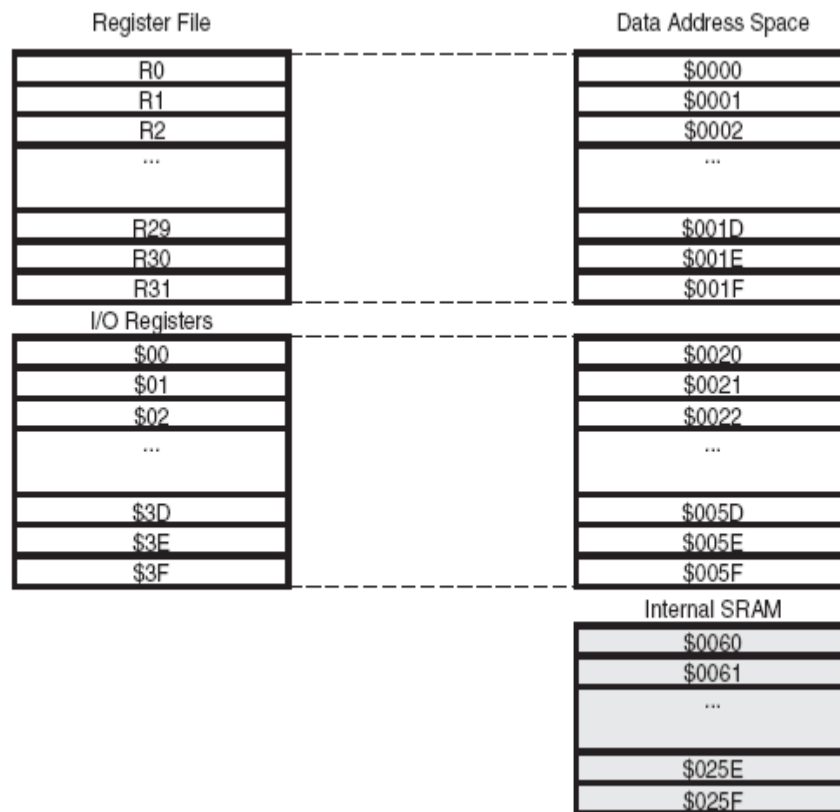 Register File
R0
R1
R2
...
R29
R30
R31
I/O Registers
$00
$01
$02
...
$3D
$3E
$3F
Data Address Space
$0000
$0001
$0002
...
$001D
$001E
$001F
$0020
$0021
$0022
...
$005D
$005E
$005F
Internal SRAM
$0060
$0061
...
$025E
$025F